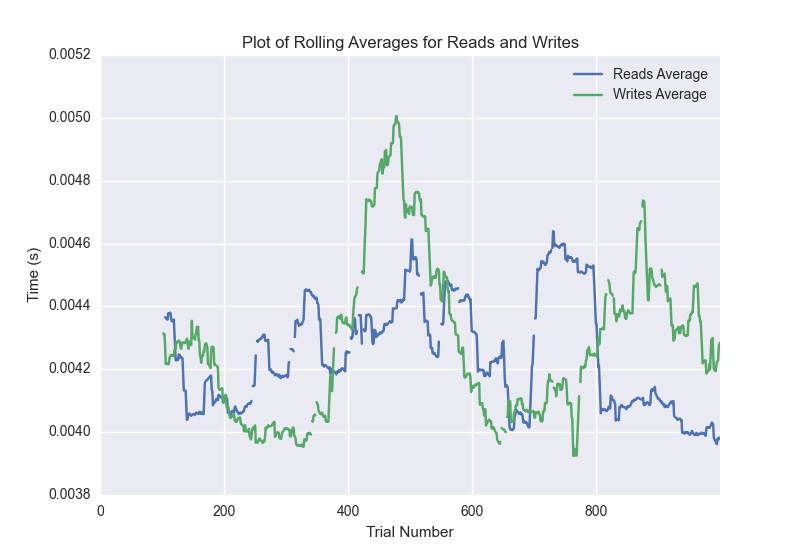 Plot of Rolling Averages for Reads and Writes
0.0052
0.0050
0.0048
0.0046
0.0044
0.0042
0.0040
0.0038
Time (s)
Reads Average
Writes Average
0 200 400 600 800
Trial Number